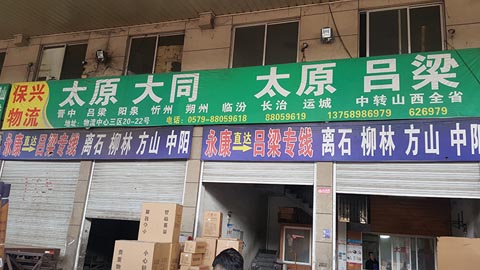 保兴
物流
太原 大同 太原 吕梁
晋中 吕梁 阳泉 忻州 朔州 临汾 长治 运城 中转山西全省
地址:物流中心三区20-22号 电话:0579-88059618 88059619 13758986979 626979
永康直达吕梁专线 离石 柳林 方山 中阳
永康直达吕梁专线 离石 柳林 方山 中阳